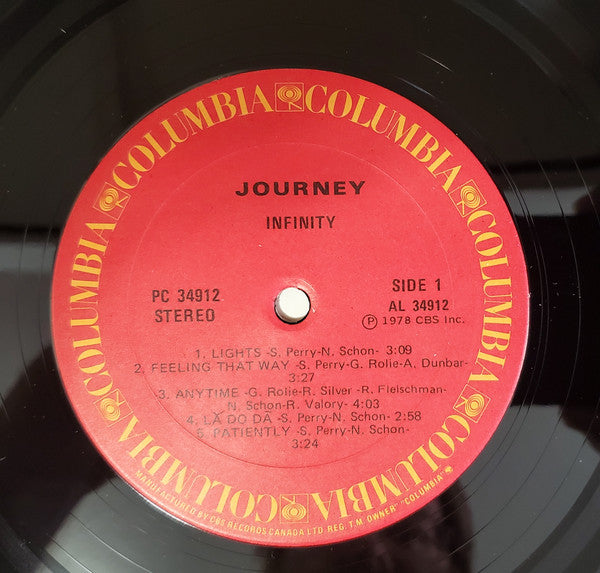 COLUMBIA COLUMBIA COLUMBIA COLUMBIA COLUMBIA COLUMBIA
JOURNEY
INFINITY
PC 34912
STEREO
SIDE 1
AL 34912
Ⓟ 1978 CBS Inc.
1. LIGHTS -S. Perry-N. Schon- 3:09
2. FEELING THAT WAY -S. Perry-G. Rolie-A. Dunbar-
3:27
3. ANYTIME -G. Rolie-R. Silver -R. Fleischman-
N. Schon-R. Valory- 4:03
4. LA DO DA -S. Perry-N. Schon- 2:58
5. PATIENTLY -S. Perry-N. Schon-
3:24
MANUFACTURED BY CBS RECORDS CANADA LTD. REG. T.M. OWNER "COLUMBIA"